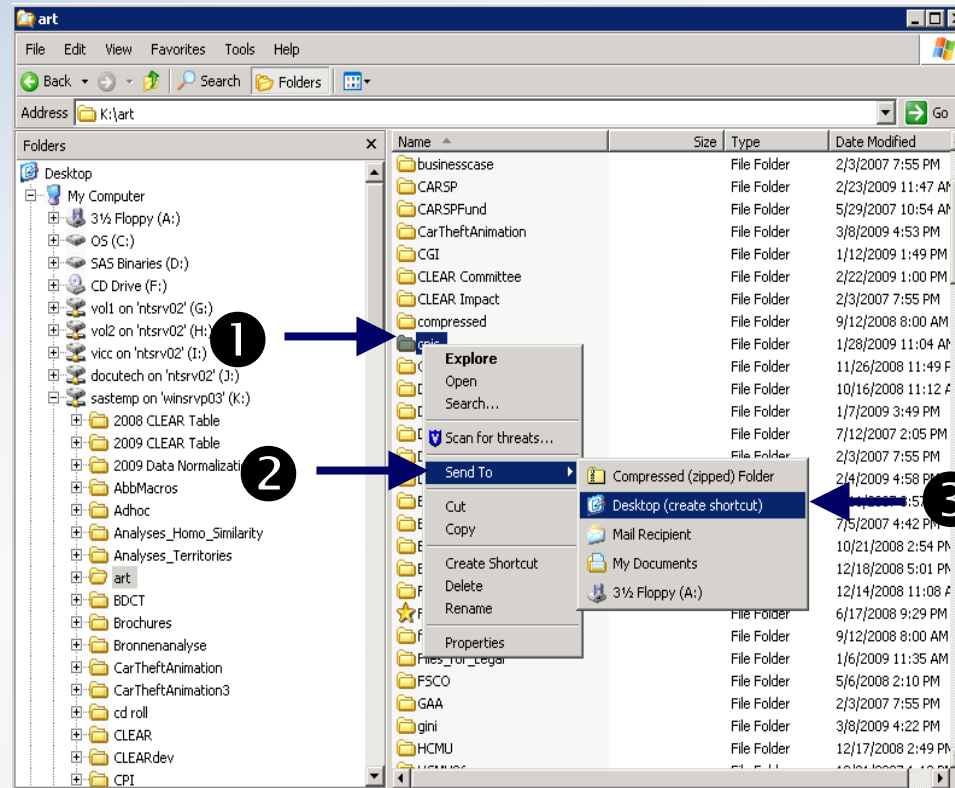 art
File Edit View Favorites Tools Help
Back Search Folders
Address K:\art Go
Folders x
Desktop
My Computer
3½ Floppy (A:)
OS (C:)
SAS Binaries (D:)
CD Drive (F:)
vol1 on 'ntsrv02' (G:)
vol2 on 'ntsrv02' (H:)
vicc on 'ntsrv02' (I:)
docutech on 'ntsrv02' (J:)
sastemp on 'winsrvp03' (K:)
2008 CLEAR Table
2009 CLEAR Table
2009 Data
AbbMacros
Adhoc
Analyses_Homo_Similarity
Analyses_Territories
art
BDCT
Brochures
Bronnenanalyse
CarTheftAnimation
CarTheftAnimation3
cd roll
CLEAR
CLEARdev
CPI
Name Size Type Date Modified
businesscase File Folder 2/3/2007 7:55 PM
CARSP File Folder 2/23/2009 11:47 AM
CARSPFund File Folder 5/29/2007 10:54 AM
CarTheftAnimation File Folder 3/8/2009 4:53 PM
CGI File Folder 1/12/2009 1:49 PM
CLEAR Committee File Folder 2/22/2009 1:00 PM
CLEAR Impact File Folder 2/3/2007 7:55 PM
compressed File Folder 9/12/2008 8:00 AM
File Folder 1/28/2009 11:04 AM
File Folder 11/26/2008 11:49
File Folder 10/16/2008 11:12
File Folder 1/7/2009 3:49 PM
File Folder 7/12/2007 2:05 PM
File Folder 2/3/2007 7:55 PM
2/4/2009 4:58
7/5/2007 4:42 PM
10/21/2008 2:54 PM
12/18/2008 5:01 PM
12/14/2008 11:08
File Folder 6/17/2008 9:29 PM
File Folder 9/12/2008 8:00 AM
Files_for_Legal File Folder 1/6/2009 11:35 AM
FSCO File Folder 5/6/2008 2:10 PM
GAA File Folder 2/3/2007 7:55 PM
gini File Folder 3/8/2009 4:22 PM
HCMU File Folder 12/17/2008 2:49 PM
1
2
3
Explore
Open
Search...
Scan for threats...
Send To
Cut
Copy
Create Shortcut
Delete
Rename
Properties
Compressed (zipped) Folder
Desktop (create shortcut)
Mail Recipient
My Documents
3½ Floppy (A:)